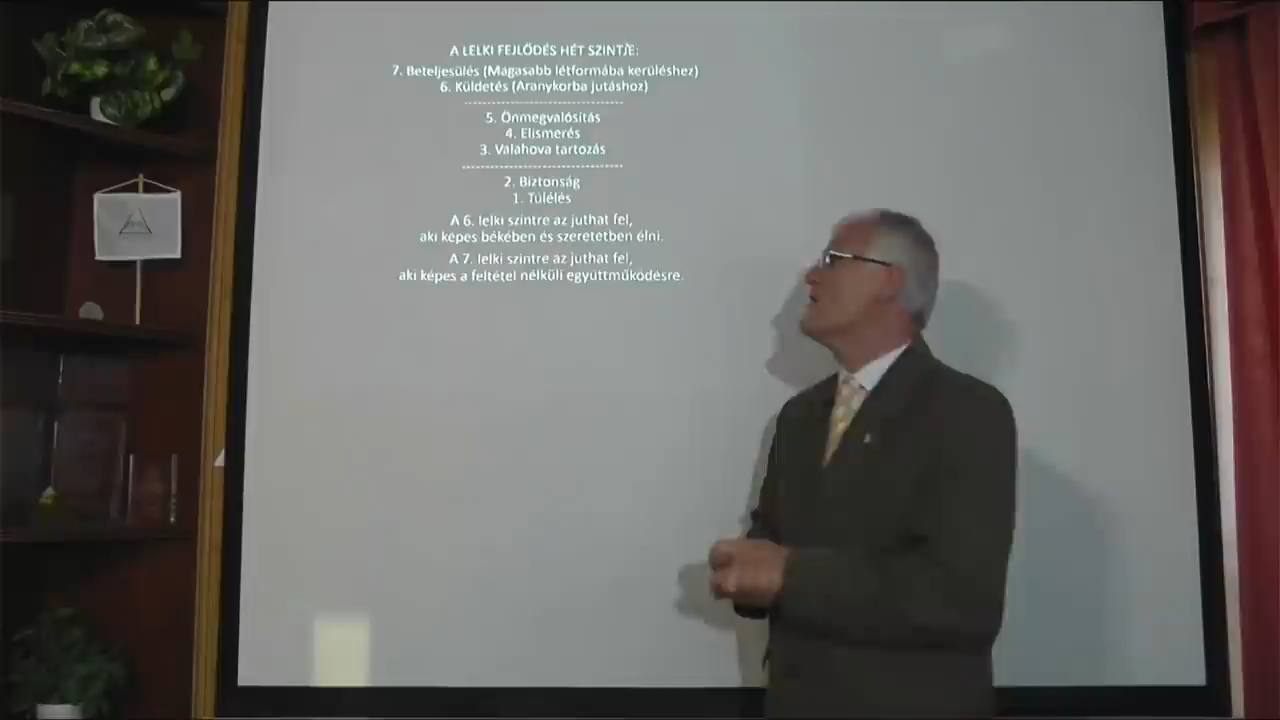 A LELKI FEJLŐDÉS HÉT SZINTJE:
7. Beteljesülés (Magasabb létformába kerüléshez)
6. Küldetés (Aranykorba jutáshoz)
------------------------------
5. Önmegvalósítás
4. Elismerés
3. Valahova tartozás
------------------------------
2. Biztonság
1. Túlélés
A 6. lelki szintre az juthat fel,
aki képes békében és szeretetben élni.
A 7. lelki szintre az juthat fel,
aki képes a feltétel nélküli együttműködésre.